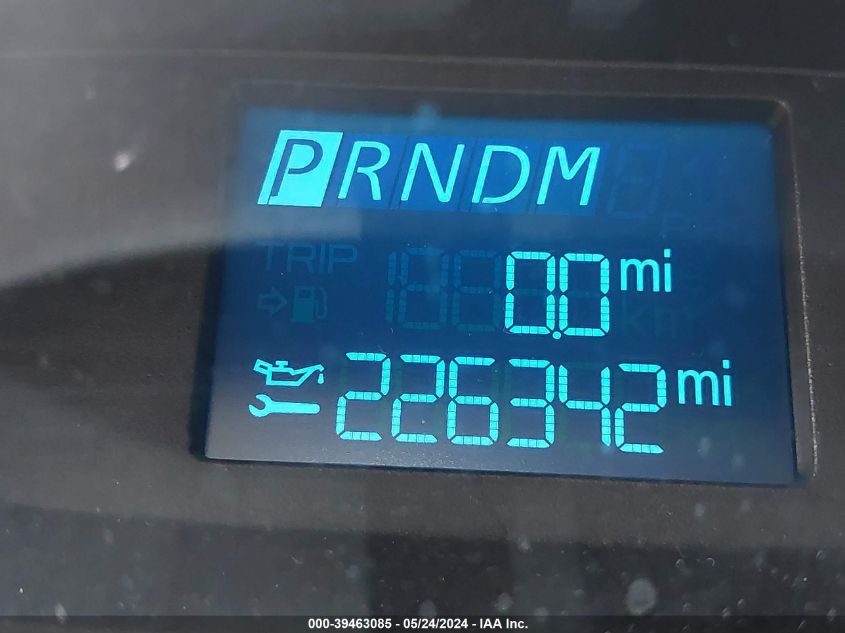 PRNDM
TRIP
0.0 mi
km
226342 mi
000-39463085 - 05/24/2024 - IAA Inc.